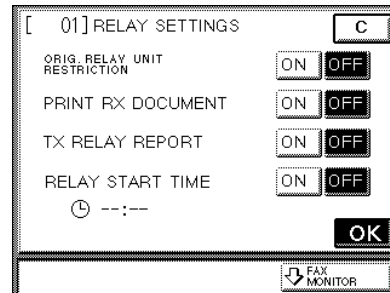 [ 01] RELAY SETTINGS C
ORIG. RELAY UNIT
RESTRICTION ON OFF
PRINT RX DOCUMENT ON OFF
TX RELAY REPORT ON OFF
RELAY START TIME ON OFF
--:--
OK
FAX
MONITOR